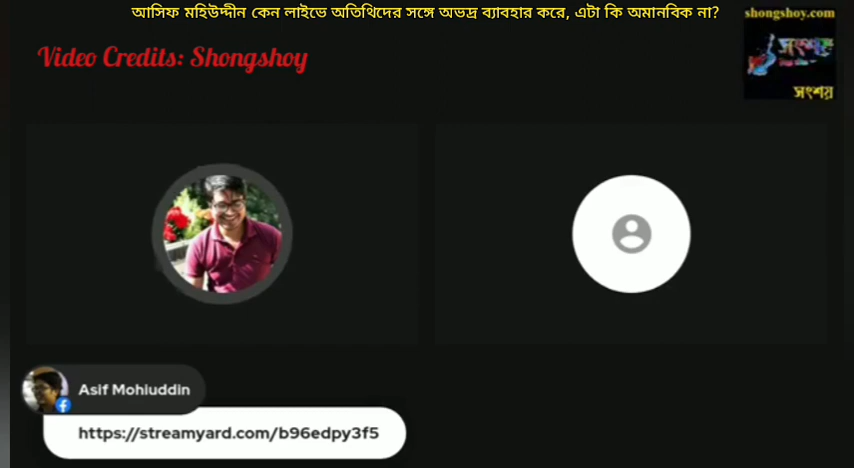 আসিফ মহিউদ্দীন কেন লাইভে অতিথিদের সঙ্গে অভদ্র ব্যাবহার করে, এটা কি অমানবিক না?
shongshoy.com
Video Credits: Shongshoy
সংশয়
সংশয়
Asif Mohiuddin
https://streamyard.com/b96edpy3f5